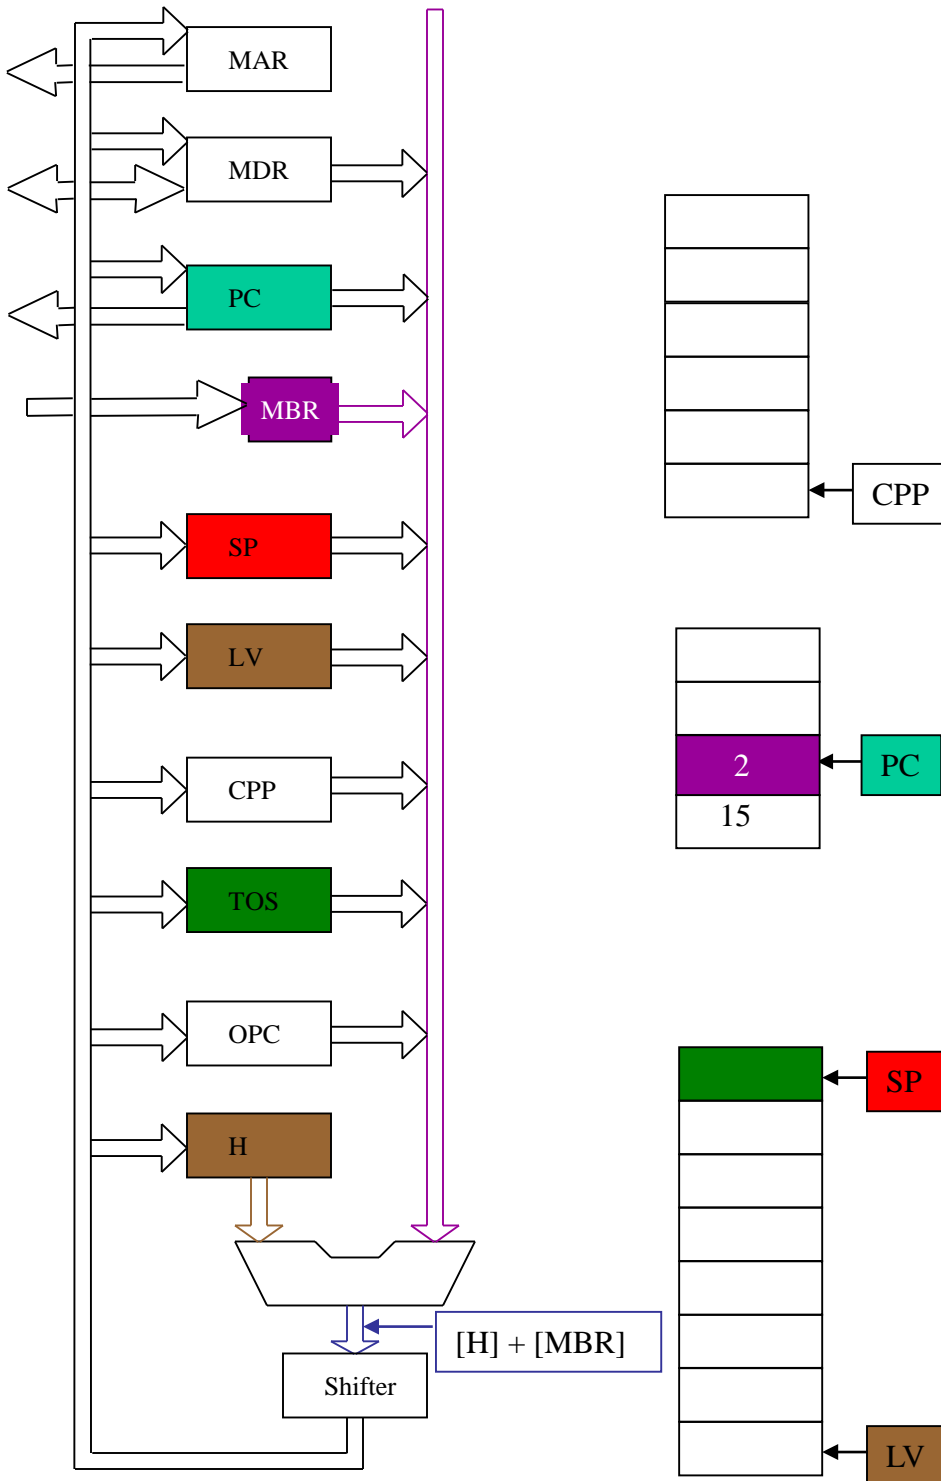 MAR
MDR
PC
MBR
SP
LV
CPP
TOS
OPC
H
[H] + [MBR]
Shifter
CPP
2
PC
15
SP
LV